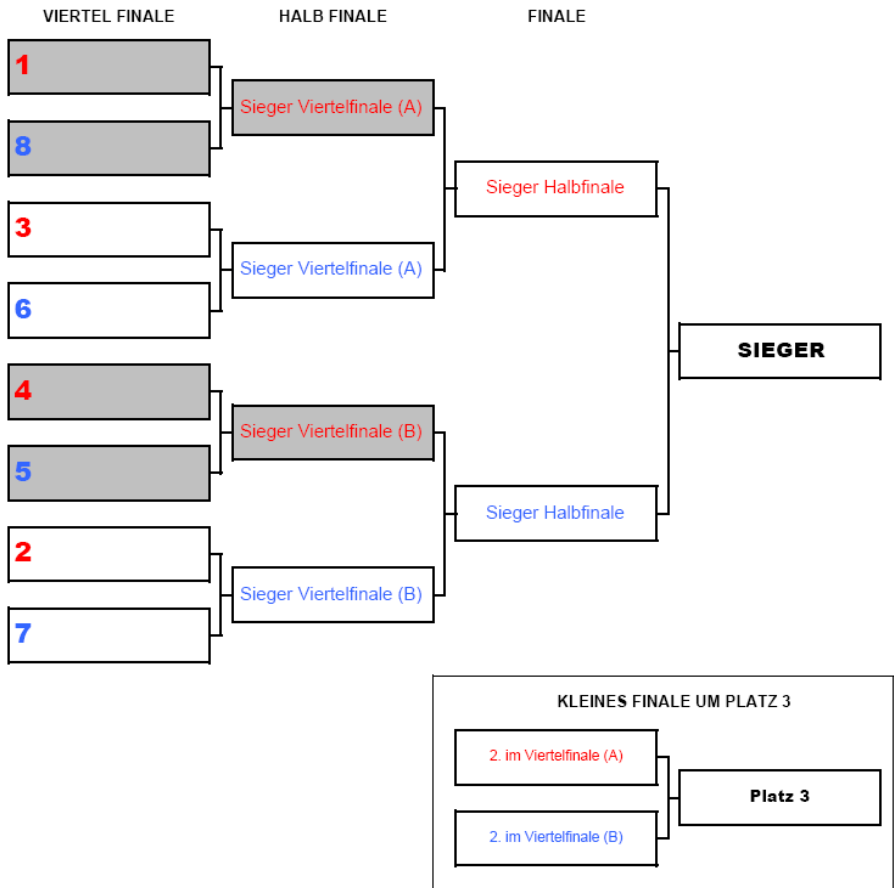 VIERTEL FINALE
HALB FINALE
FINALE
1
Sieger Viertelfinale (A)
8
Sieger Halbfinale
3
Sieger Viertelfinale (A)
6
SIEGER
4
Sieger Viertelfinale (B)
5
Sieger Halbfinale
2
Sieger Viertelfinale (B)
7
KLEINES FINALE UM PLATZ 3
2. im Viertelfinale (A)
Platz 3
2. im Viertelfinale (B)